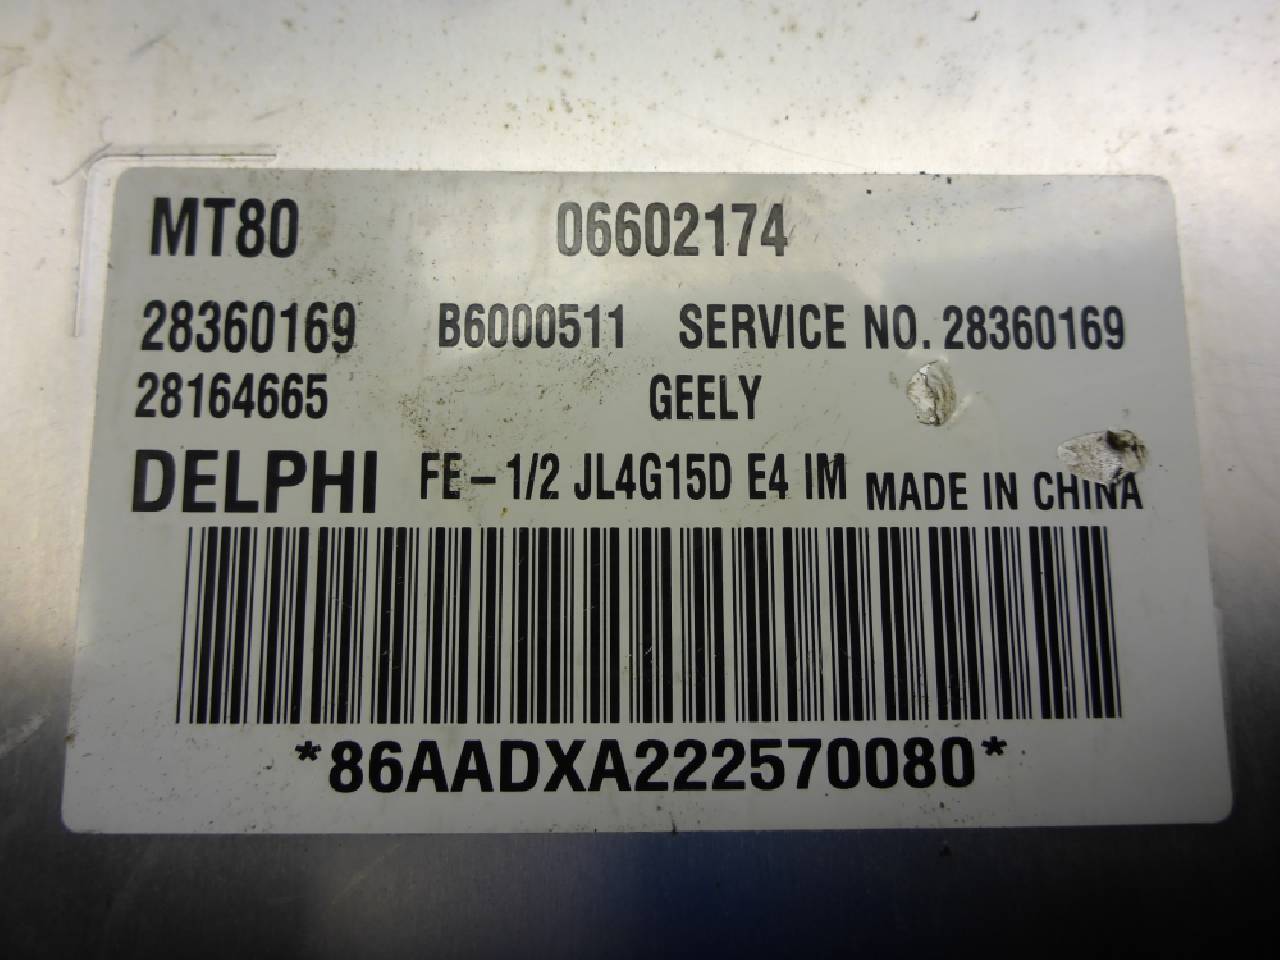 MT80 06602174
28360169 B6000511 SERVICE NO. 28360169
28164665 GEELY
DELPHI FE-1/2 JL4G15D E4 IM MADE IN CHINA
*86AADXA222570080*